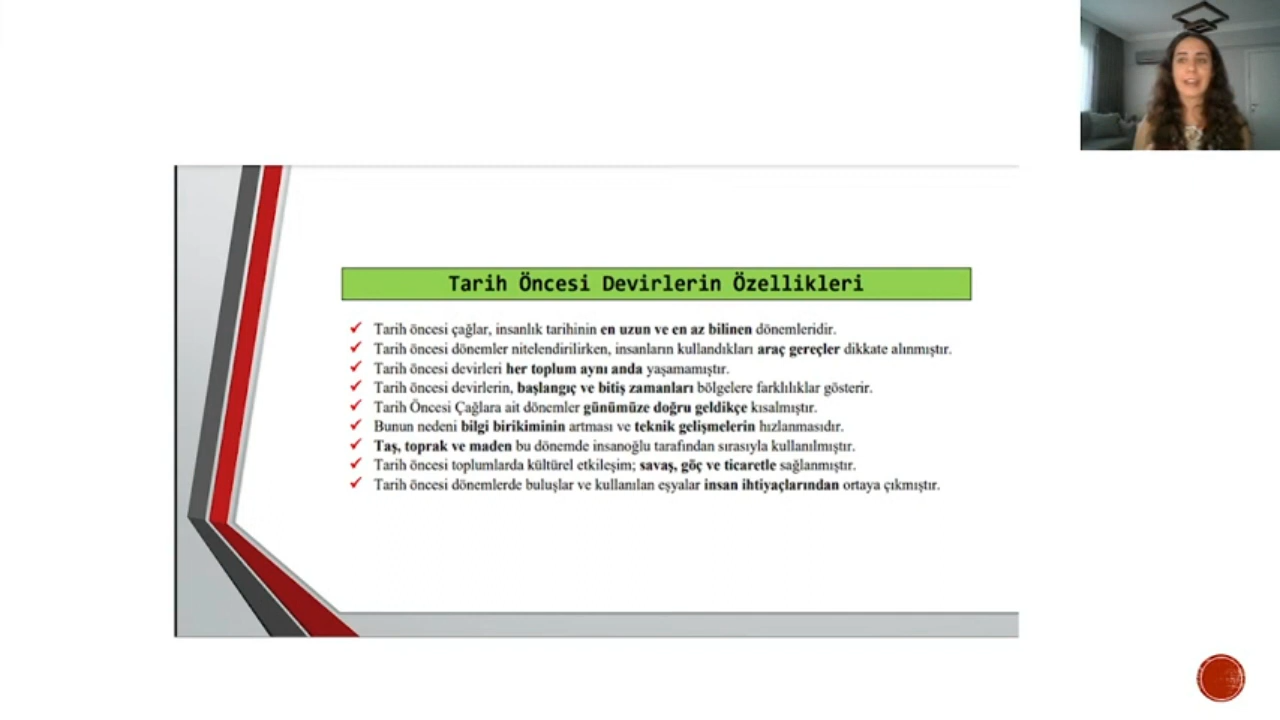 Tarih Öncesi Devirlerin Özellikleri
Tarih öncesi çağlar, insanlık tarihinin en uzun ve en az bilinen dönemleridir.
Tarih öncesi dönemler nitelendirilirken, insanların kullandıkları araç gereçler dikkate alınmıştır.
Tarih öncesi devirleri her toplum aynı anda yaşamamıştır.
Tarih öncesi devirlerin, başlangıç ve bitiş zamanları bölgelere farklılıklar gösterir.
Tarih Öncesi Çağlara ait dönemler günümüze doğru geldikçe kısalmıştır.
Bunun nedeni bilgi birikiminin artması ve teknik gelişmelerin hızlanmasıdır.
Taş, toprak ve maden bu dönemde insanoğlu tarafından sırasıyla kullanılmıştır.
Tarih öncesi toplumlarda kültürel etkileşim; savaş, göç ve ticaretle sağlanmıştır.
Tarih öncesi dönemlerde buluşlar ve kullanılan eşyalar insan ihtiyaçlarından ortaya çıkmıştır.